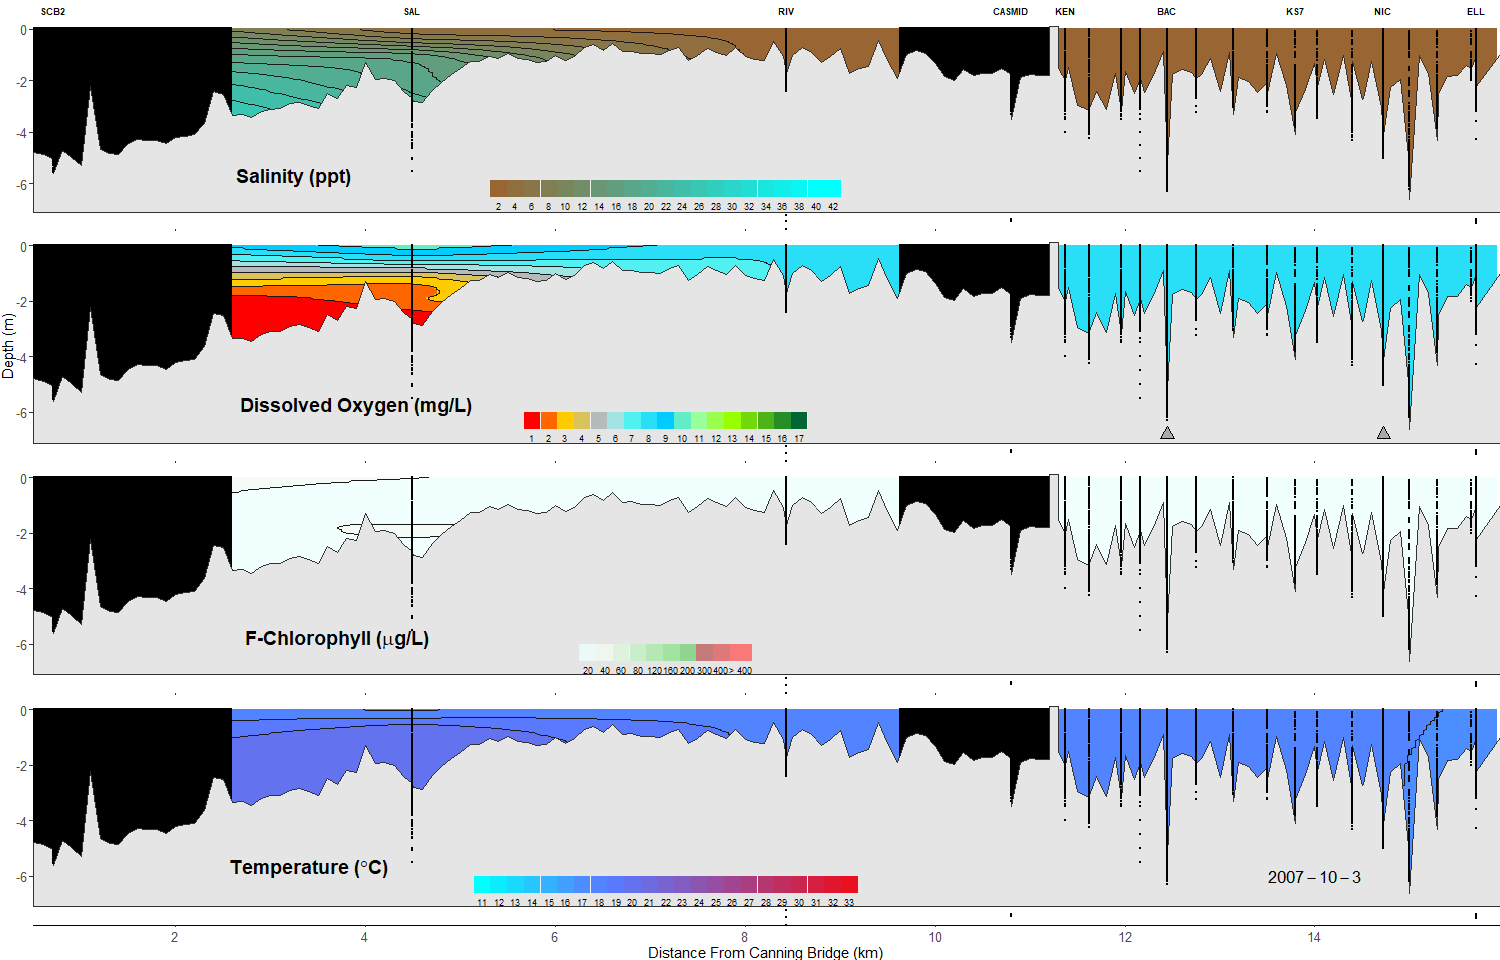 SCB2 SAL RIV CASMID KEN BAC KS7 NIC ELL
0
-2
-4
-6
Salinity (ppt)
2 4 6 8 10 12 14 16 18 20 22 24 26 28 30 32 34 36 38 40 42
0
-2
-4
-6
Depth (m)
Dissolved Oxygen (mg/L)
1 2 3 4 5 6 7 8 9 10 11 12 13 14 15 16 17
0
-2
-4
-6
F-Chlorophyll (µg/L)
20 40 60 80 120 160 200 300 400 > 400
0
-2
-4
-6
Temperature (°C)
11 12 13 14 15 16 17 18 19 20 21 22 23 24 25 26 27 28 29 30 31 32 33
2007 – 10 – 3
2 4 6 8 10 12 14
Distance From Canning Bridge (km)